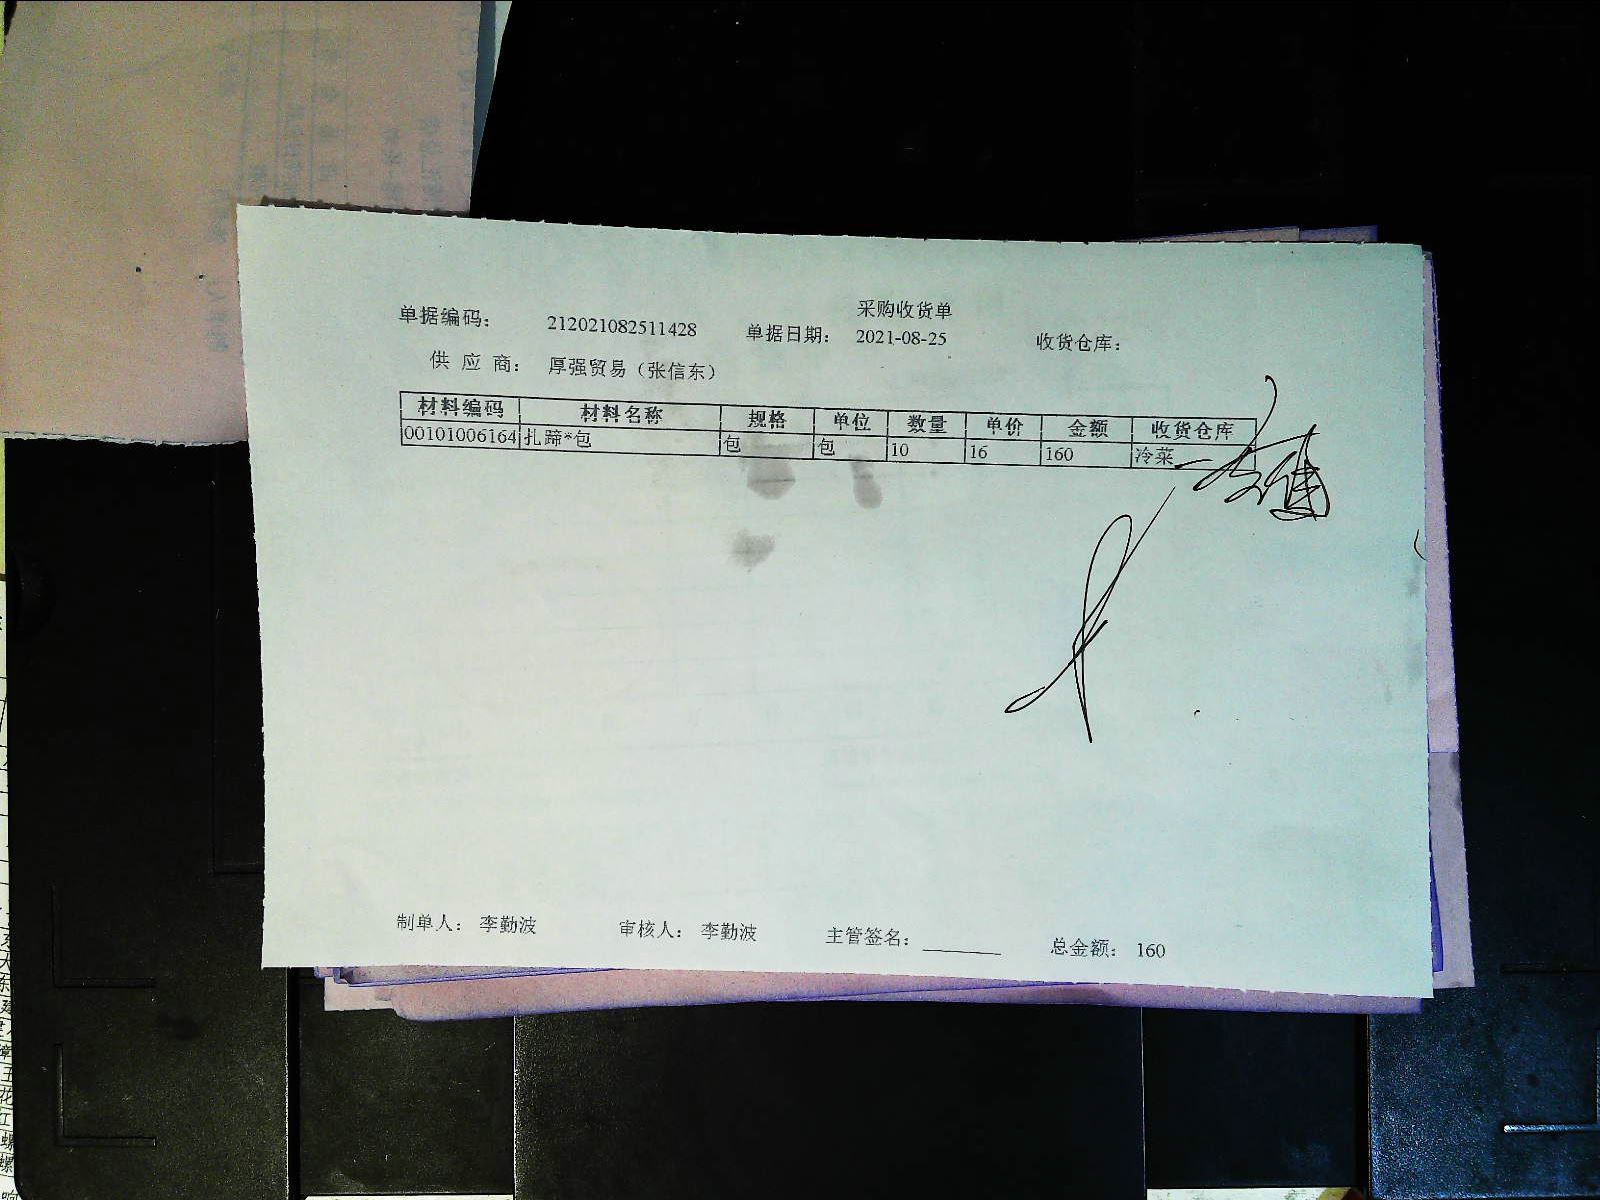 采购收货单
单据编码： 212021082511428 单据日期： 2021-08-25 收货仓库：
供 应 商： 厚强贸易（张信东）
材料编码 材料名称 规格 单位 数量 单价 金额 收货仓库
00101006164 扎蹄*包 包 包 10 16 160 冷菜
制单人： 李勤波 审核人： 李勤波 主管签名： 总金额： 160